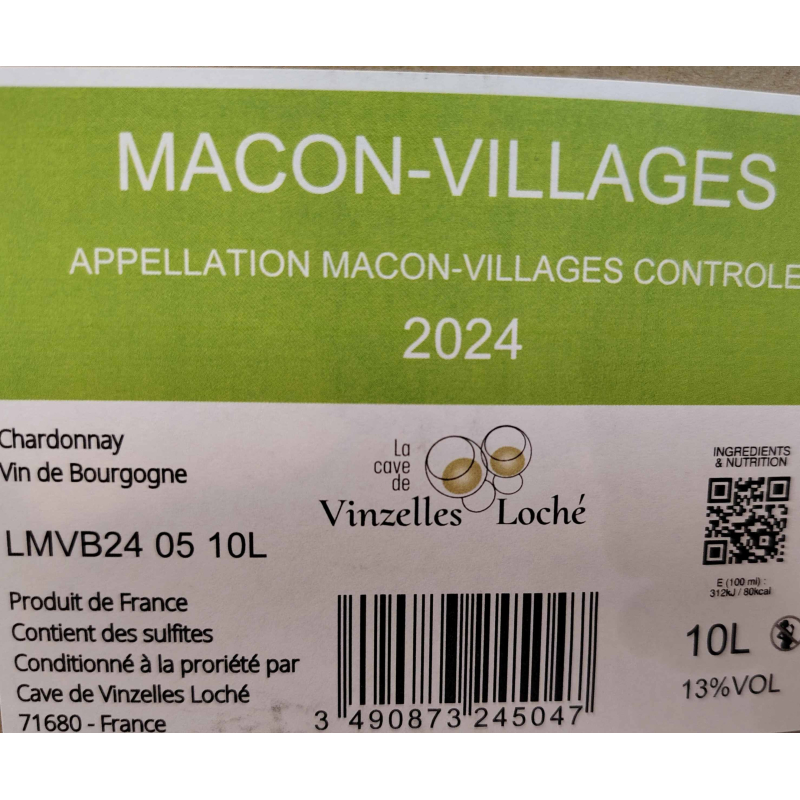 MACON-VILLAGES
APPELLATION MACON-VILLAGES CONTROLE
2024
Chardonnay
Vin de Bourgogne
La
cave
de
Vinzelles Loché
INGREDIENTS
& NUTRITION
LMVB24 05 10L
E (100 ml) :
312kJ / 80kcal
Produit de France
Contient des sulfites
Conditionné à la proriété par
Cave de Vinzelles Loché
71680 - France
10L
13%VOL
3 490873 245047